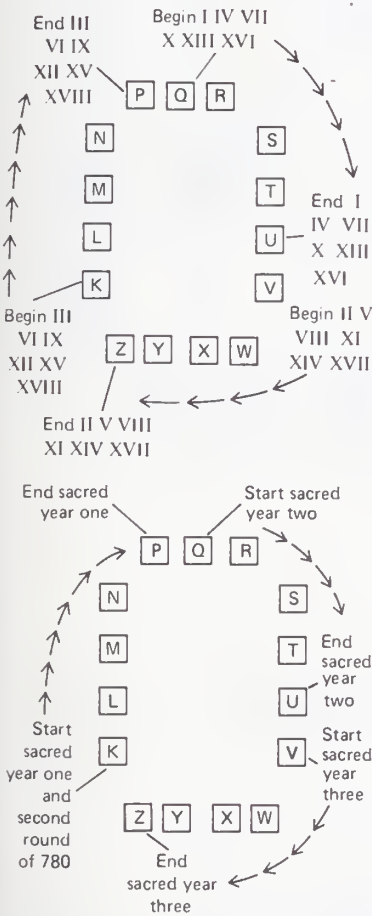 End III
VI IX
XII XV
XVIII
Begin I IV VII
X XIII XVI
P Q R
N
M
L
K
S
T
U
V
End I
IV VII
X XIII
XVI
Begin III
VI IX
XII XV
XVIII
Begin II V
VIII XI
XIV XVII
Z Y X W
End II V VIII
XI XIV XVII
End sacred
year one
Start sacred
year two
P Q R
N
M
L
K
S
T
U
V
End
sacred
year
two
Start
sacred
year one
and
second
round
of 780
Start
sacred
year
three
Z Y X W
End
sacred year
three